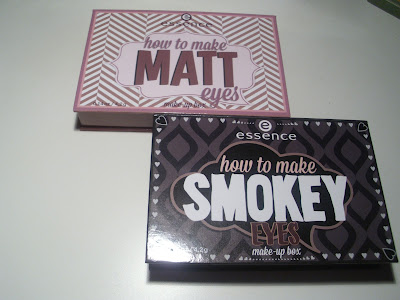 essence
how to make
MATT
eyes
make-up box
essence
how to make
SMOKEY
EYES
make-up box